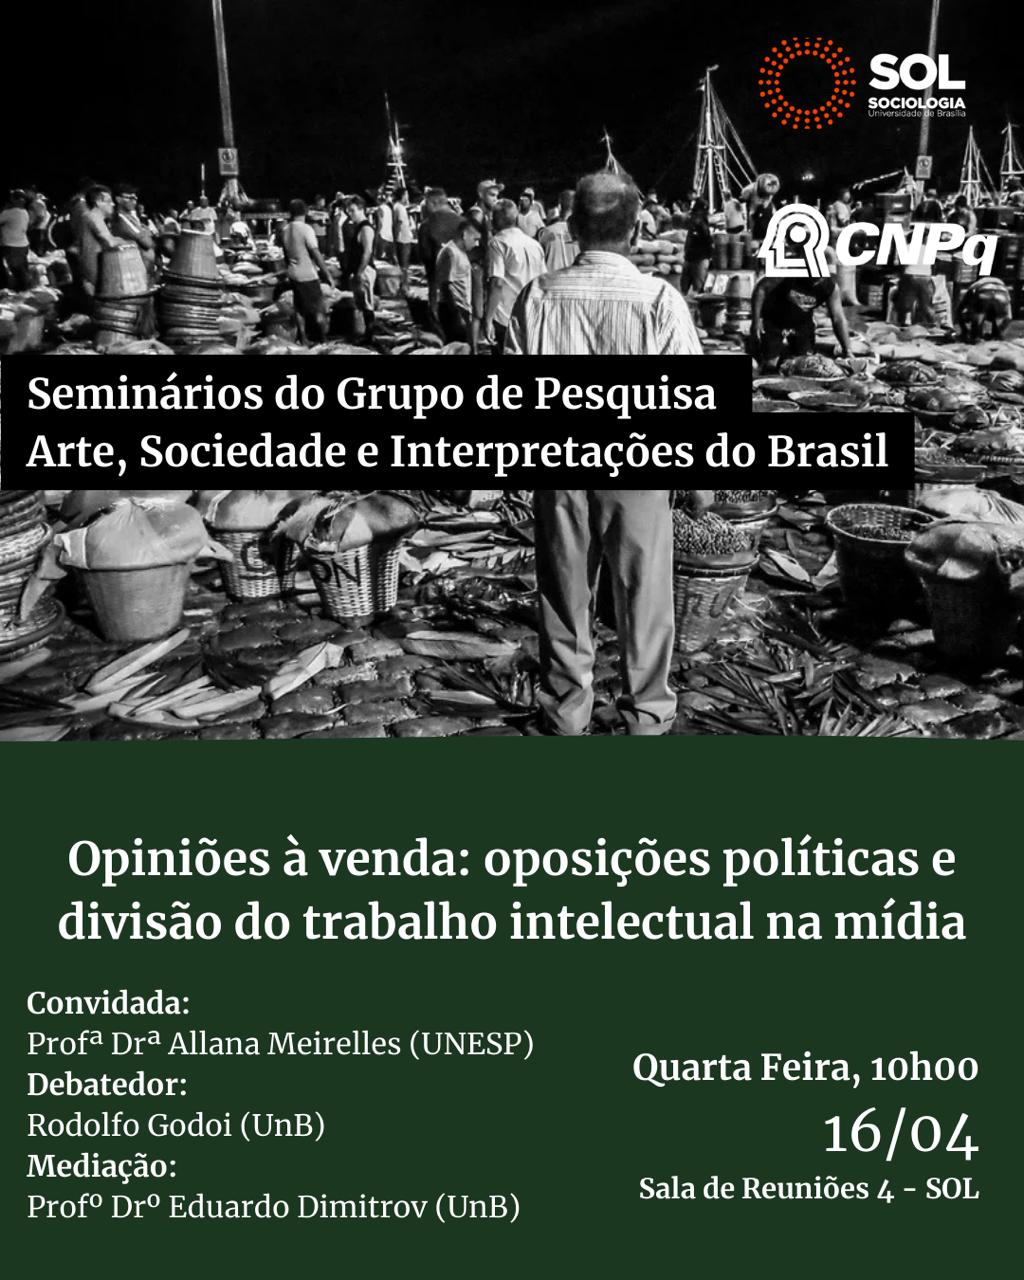 SOL
SOCIOLOGIA
Universidade de Brasília
CNPq
Seminários do Grupo de Pesquisa
Arte, Sociedade e Interpretações do Brasil
Opiniões à venda: oposições políticas e
divisão do trabalho intelectual na mídia
Convidada:
Profª Drª Allana Meirelles (UNESP)
Debatedor:
Rodolfo Godoi (UnB)
Mediação:
Profº Drº Eduardo Dimitrov (UnB)
Quarta Feira, 10h00
16/04
Sala de Reuniões 4 - SOL